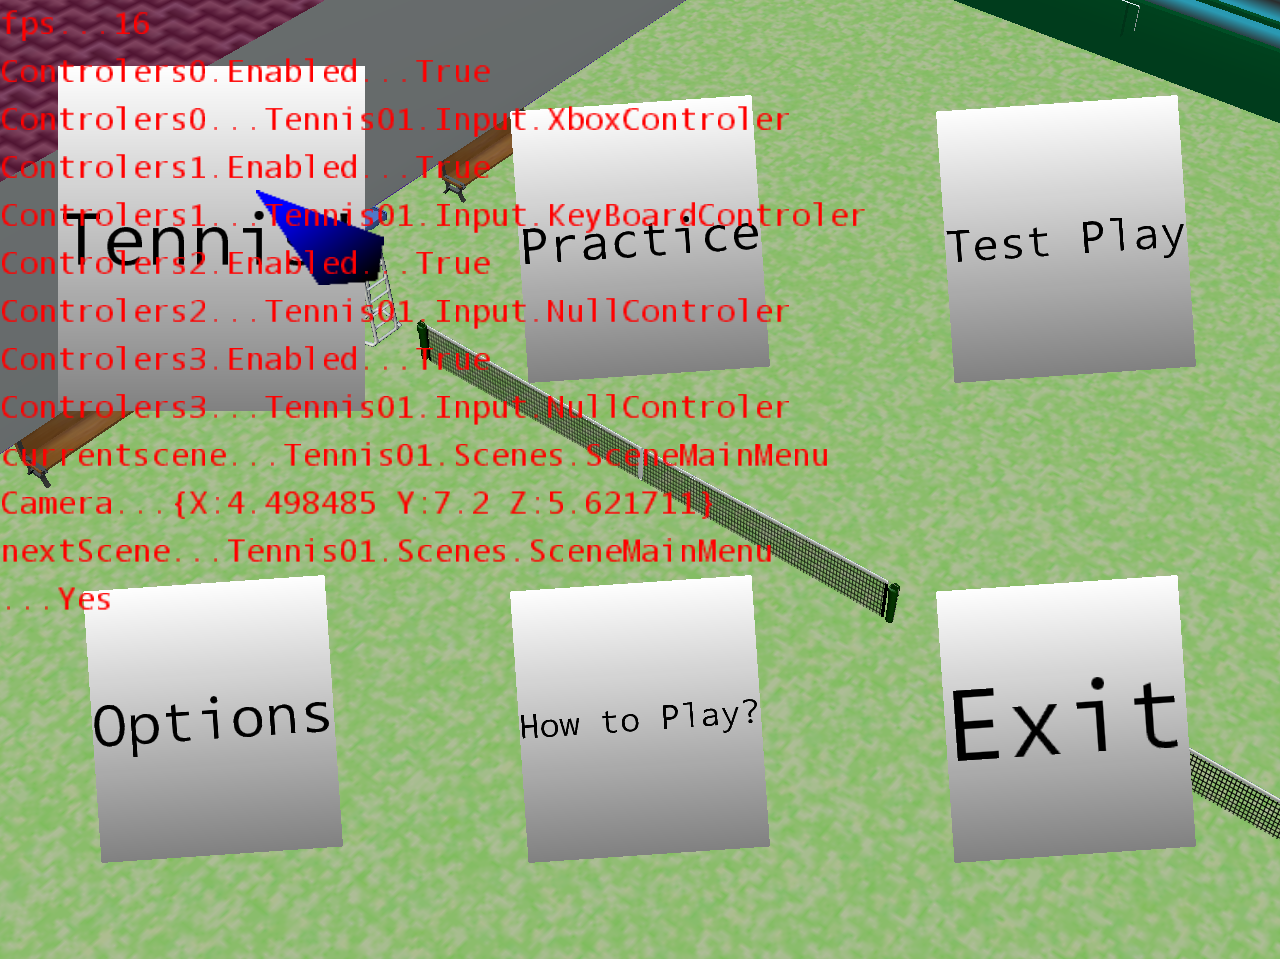 fps...16
Controlers0.Enabled...True
Controlers0...Tennis01.Input.XboxControler
Controlers1.Enabled...True
Controlers1...Tennis01.Input.KeyBoardControler
Controlers2.Enabled...True
Controlers2...Tennis01.Input.NullControler
Controlers3.Enabled...True
Controlers3...Tennis01.Input.NullControler
currentscene...Tennis01.Scenes.SceneMainMenu
Camera...{X:4.498485 Y:7.2 Z:5.621711}
nextScene...Tennis01.Scenes.SceneMainMenu
...Yes
Practice
Test Play
Options
How to Play?
Exit